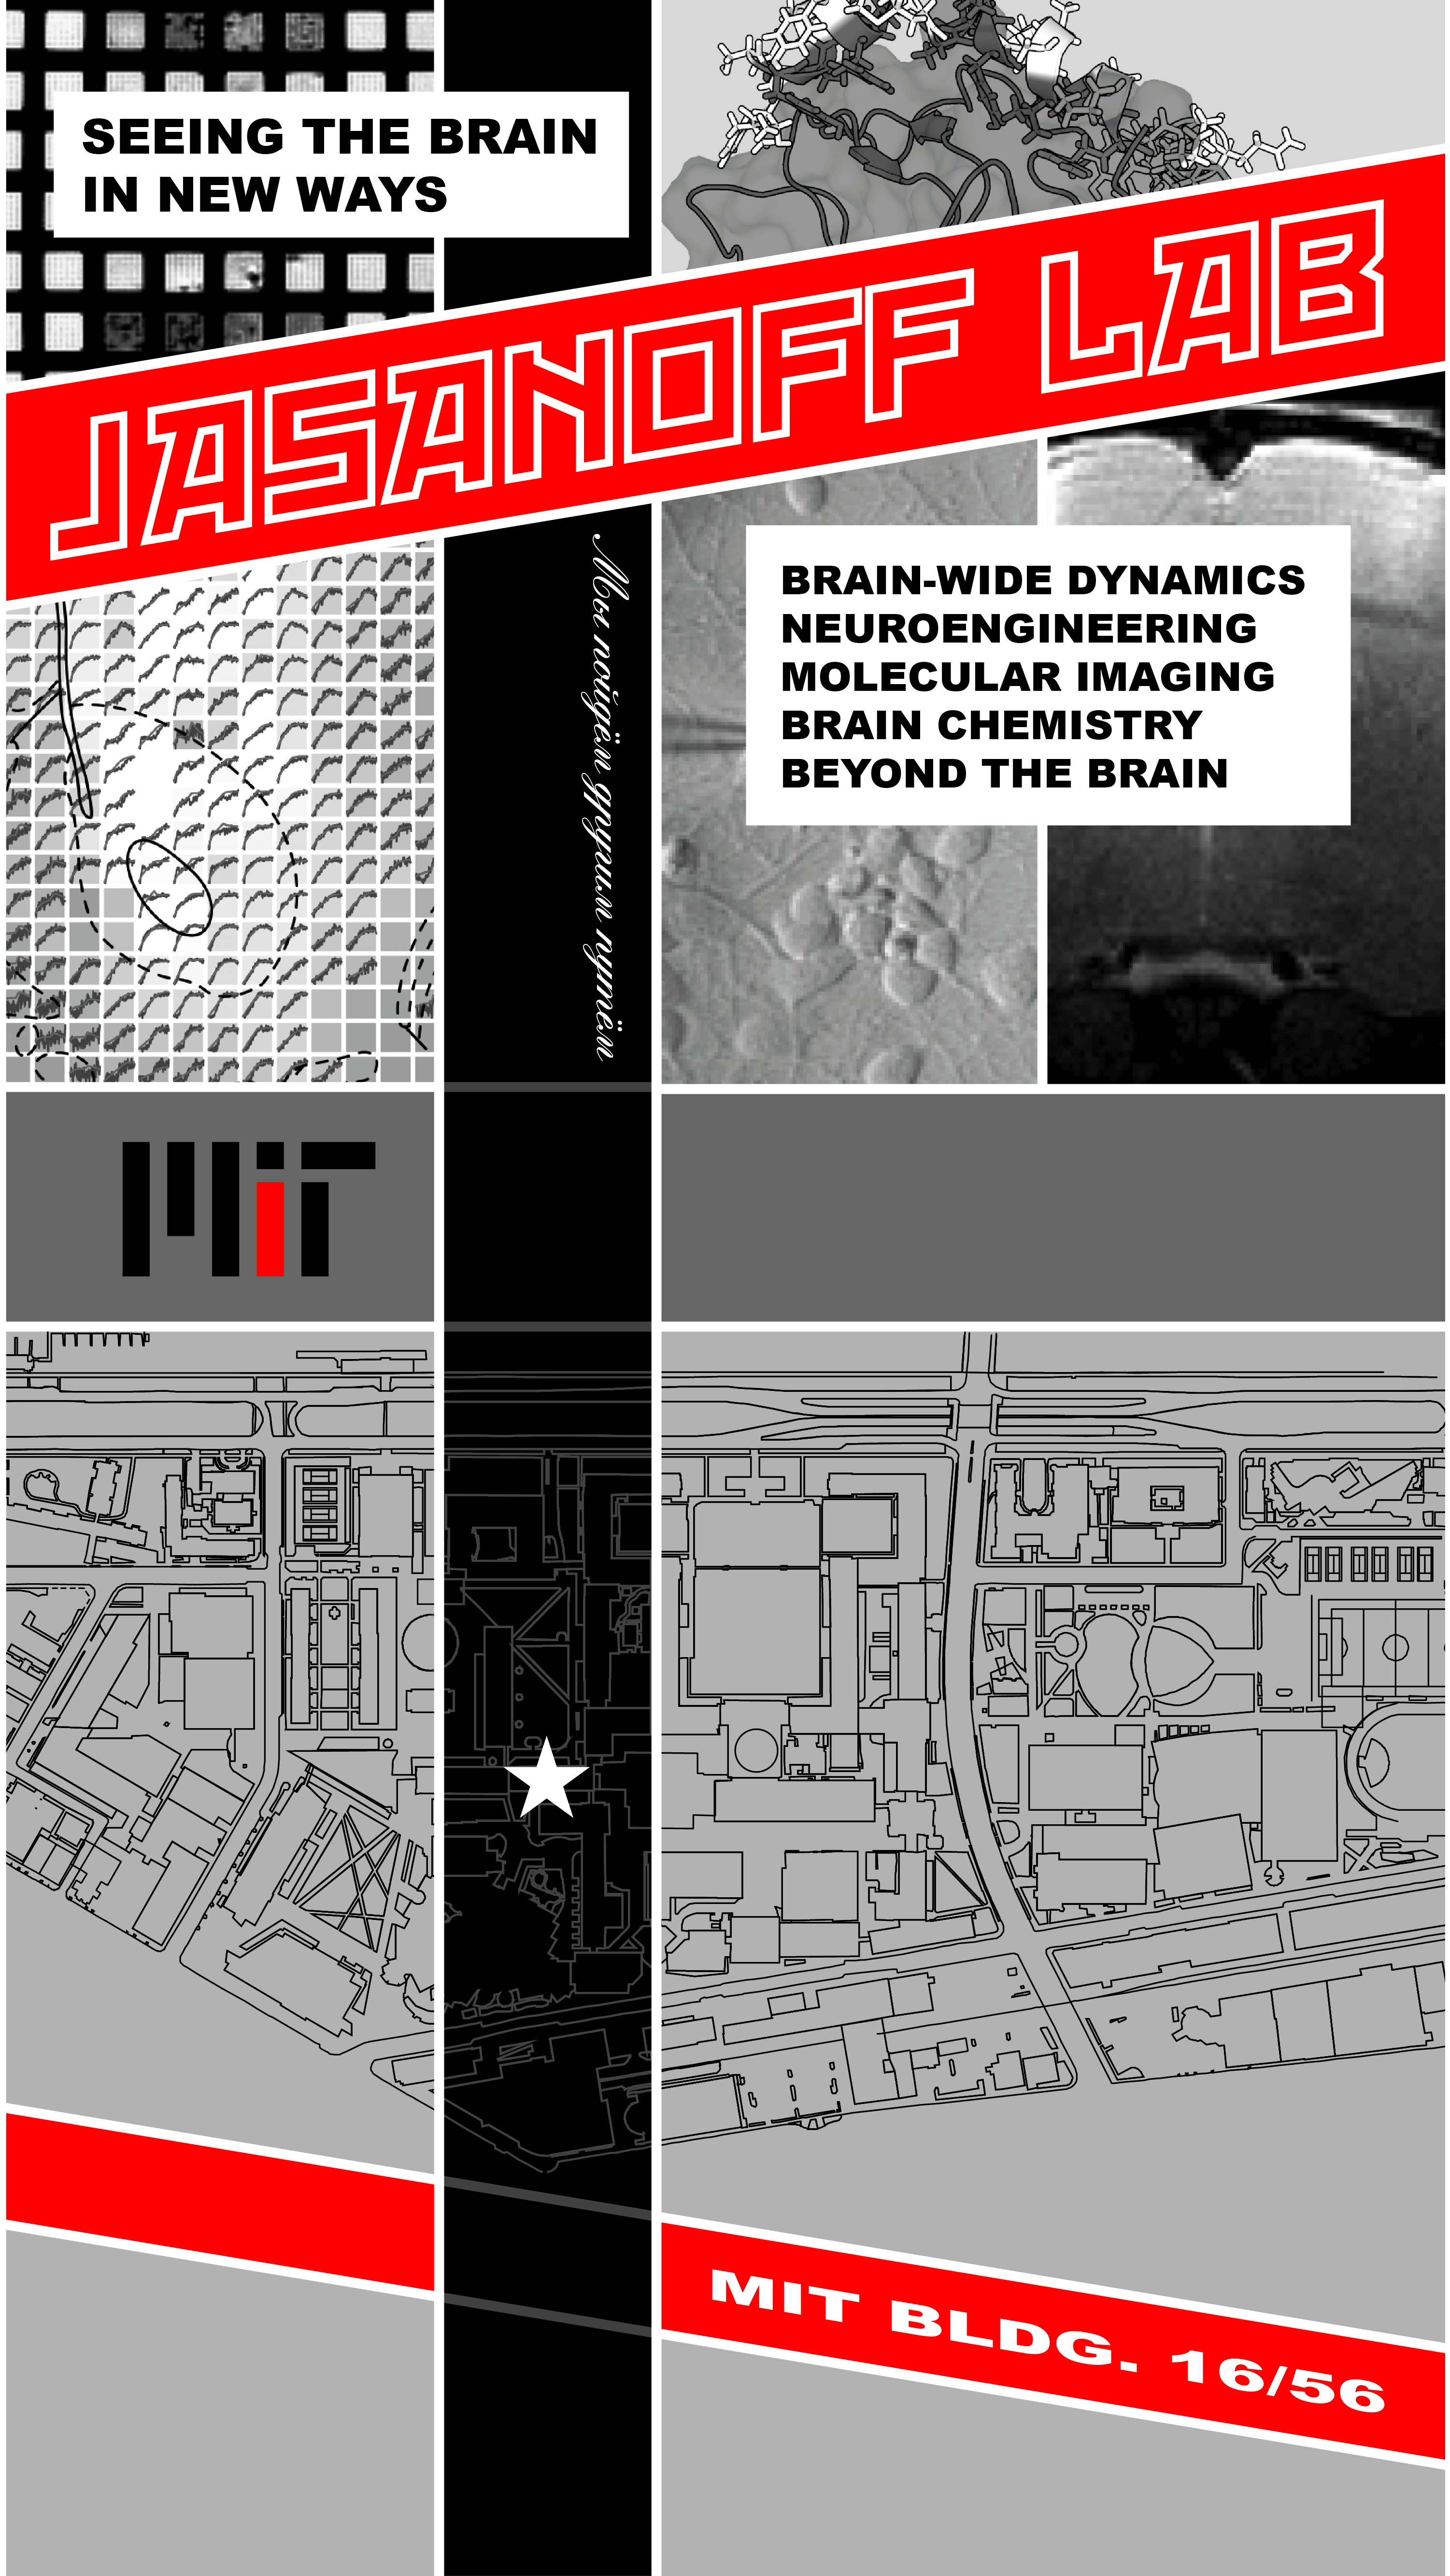 SEEING THE BRAIN
IN NEW WAYS
JASANOFF LAB
Мы пойдём другим путём
BRAIN-WIDE DYNAMICS
NEUROENGINEERING
MOLECULAR IMAGING
BRAIN CHEMISTRY
BEYOND THE BRAIN
MIT
MIT BLDG. 16/56